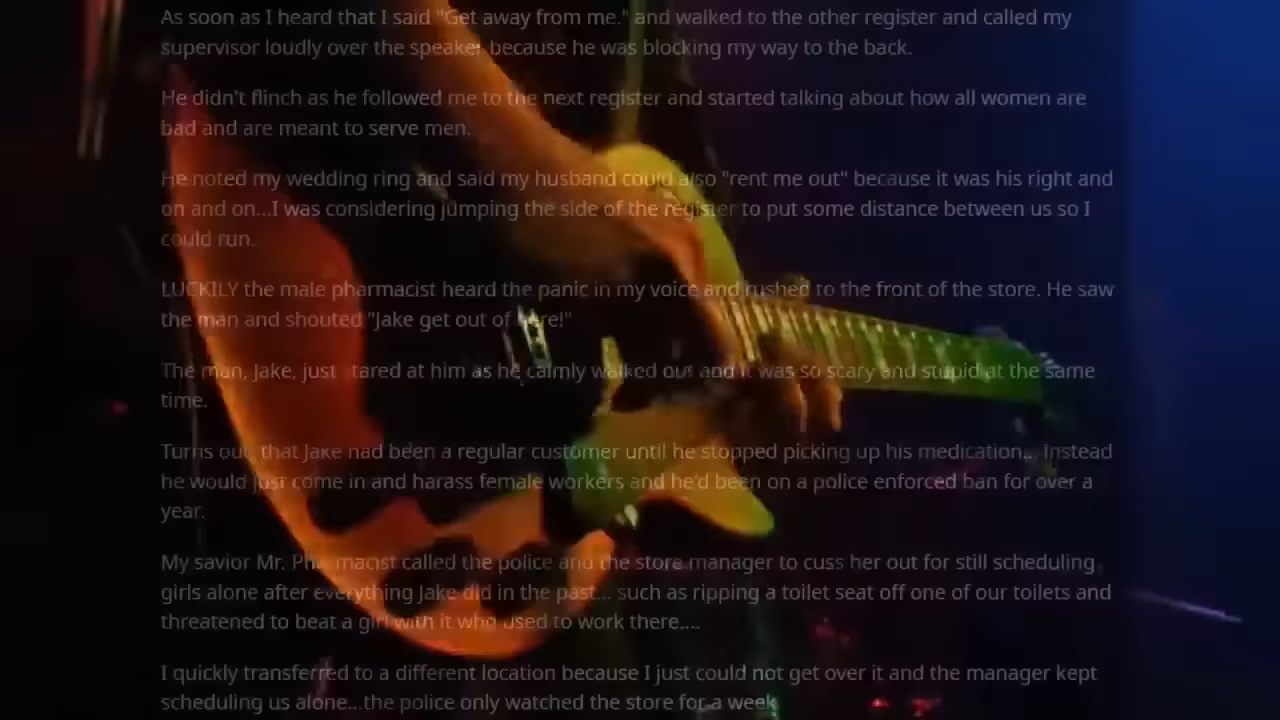 As soon as I heard that I said "Get away from me." and walked to the other register and called my
supervisor loudly over the speaker because he was blocking my way to the back.
He didn't flinch as he followed me to the next register and started talking about how all women are
bad and are meant to serve men.
He noted my wedding ring and said my husband could also "rent me out" because it was his right and
on and on...I was considering jumping the side of the register to put some distance between us so I
could run.
LUCKILY the male pharmacist heard the panic in my voice and rushed to the front of the store. He saw
the man and shouted "Jake get out of here!"
The man, Jake, just stared at him as he calmly walked out and it was so scary and stupid at the same
time.
Turns out, that Jake had been a regular customer until he stopped picking up his medication... Instead
he would just come in and harass female workers and he'd been on a police enforced ban for over a
year.
My savior Mr. Pharmacist called the police and the store manager to cuss her out for still scheduling
girls alone after everything Jake did in the past... such as ripping a toilet seat off one of our toilets and
threatened to beat a girl with it who used to work there....
I quickly transferred to a different location because I just could not get over it and the manager kept
scheduling us alone...the police only watched the store for a week